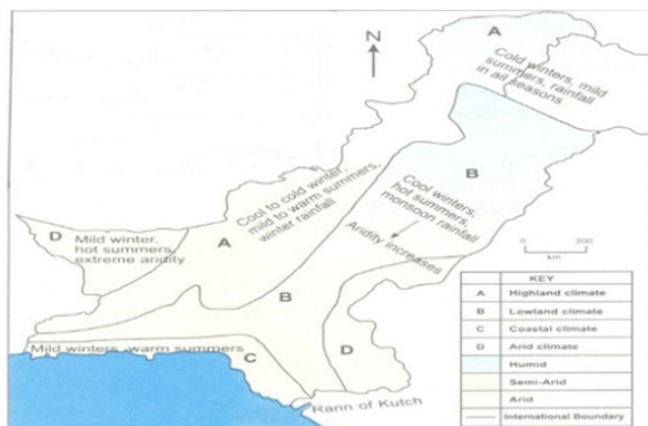 N
A
Cold winters, mild
summers, rainfall
in all seasons
B
Cool winters,
hot summers,
monsoon rainfall
Aridity increases
Cool to cold winter,
mild to warm summers,
winter rainfall
A
D
Mild winter,
hot summers,
extreme aridity
B
Mild winters, warm summers
C
D
Rann of Kutch
0 200
km
KEY
A Highland climate
B Lowland climate
C Coastal climate
D Arid climate
Humid
Semi-Arid
Arid
International Boundary